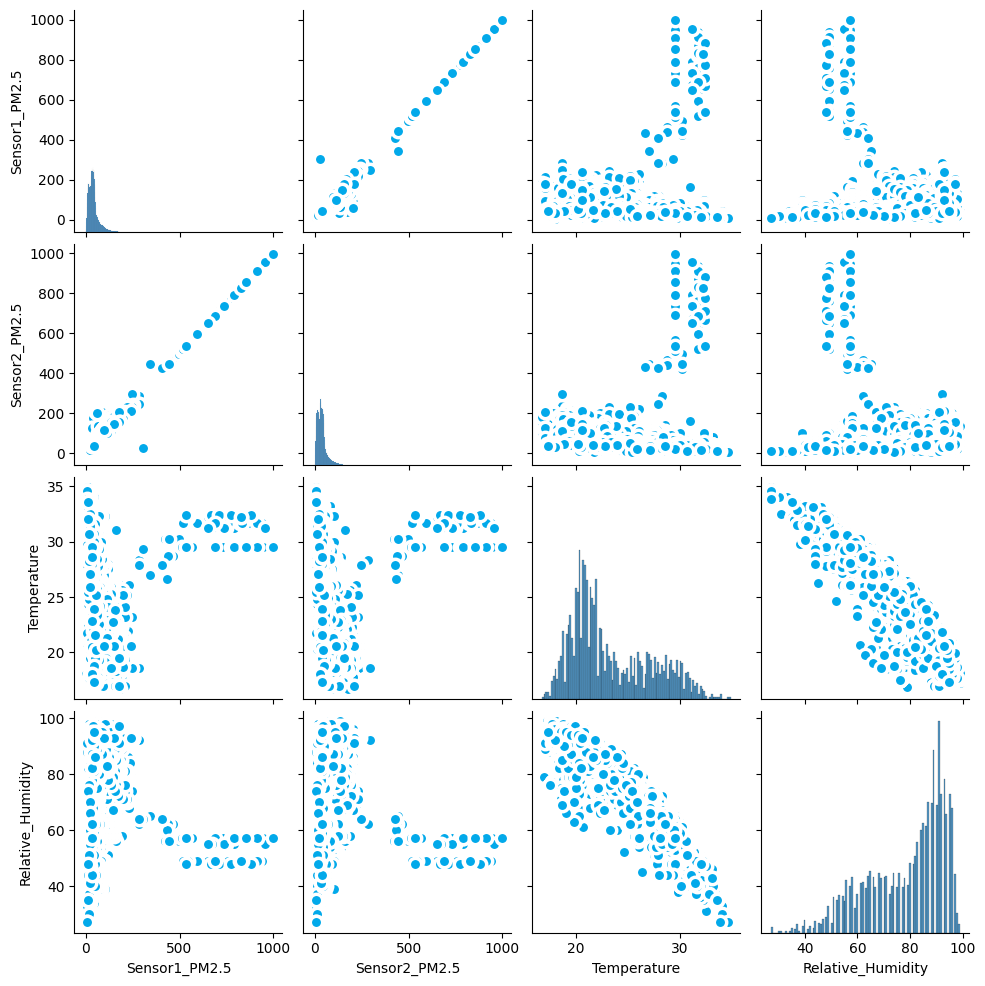 1000
800
600
400
200
0
Sensor1_PM2.5
1000
800
600
400
200
0
Sensor2_PM2.5
35
30
25
20
Temperature
100
80
60
40
Relative_Humidity
0 500 1000
0 500 1000
20 30
40 60 80 100
Sensor1_PM2.5 Sensor2_PM2.5 Temperature Relative_Humidity